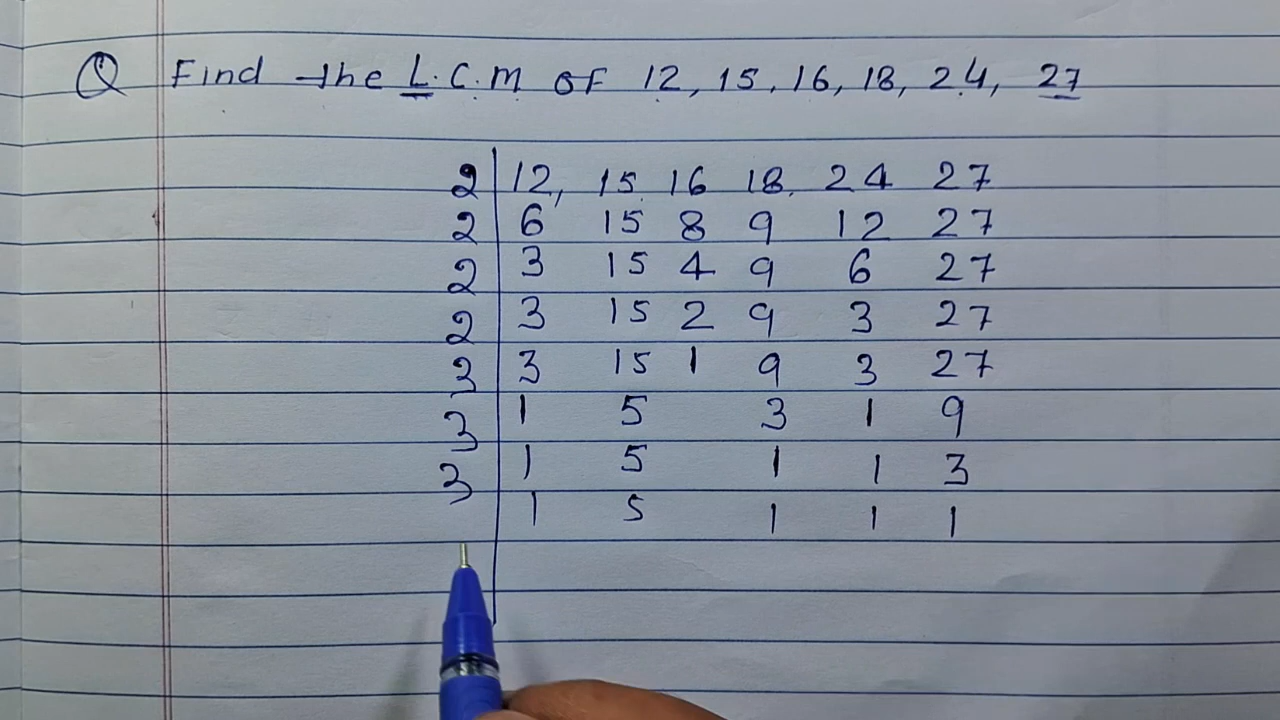 Q Find the L.C.M OF 12, 15, 16, 18, 24, 27
2 12, 15 16 18 24 27
2 6 15 8 9 12 27
2 3 15 4 9 6 27
2 3 15 2 9 3 27
3 3 15 1 9 3 27
3 1 5 3 1 9
3 1 5 1 1 3
1 5 1 1 1